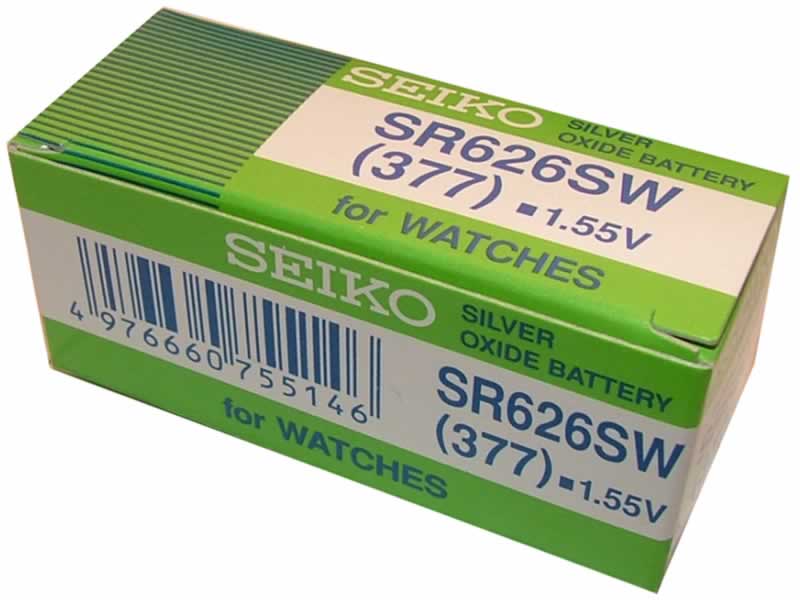 SEIKO
SILVER
OXIDE BATTERY
SR626SW
(377) ■ 1.55V
for WATCHES
SEIKO
SILVER
OXIDE BATTERY
4 976660 755146
SR626SW
(377) ■ 1.55V
for WATCHES